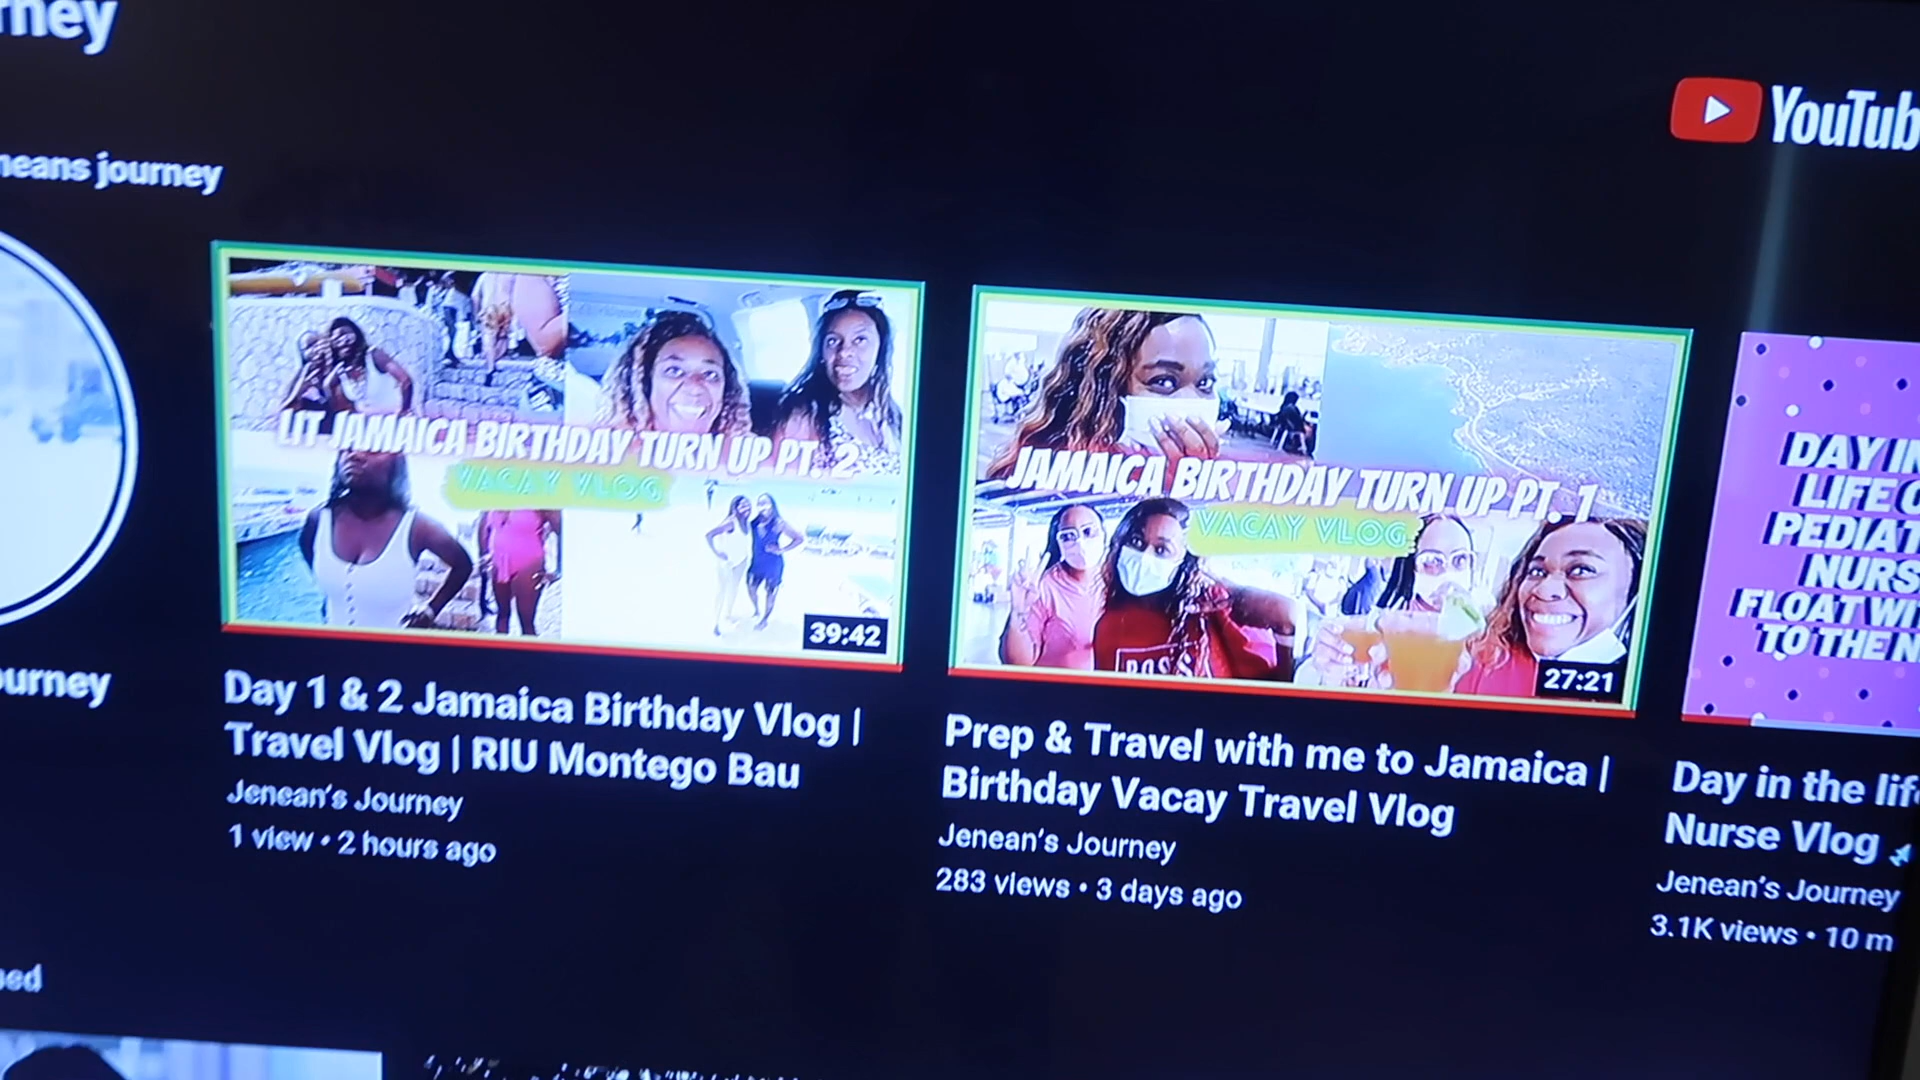 YouTub
journey
LIT JAMAICA BIRTHDAY TURN UP PT. 2
VACAY VLOG
39:42
Day 1 & 2 Jamaica Birthday Vlog |
Travel Vlog | RIU Montego Bau
Jenean's Journey
1 view • 2 hours ago
JAMAICA BIRTHDAY TURN UP PT. 1
VACAY VLOG
27:21
Prep & Travel with me to Jamaica |
Birthday Vacay Travel Vlog
Jenean's Journey
283 views • 3 days ago
DAY IN
LIFE O
PEDIAT
NURS
FLOAT WI
TO THE N
Day in the lif
Nurse Vlog
Jenean's Journey
3.1K views • 10 m